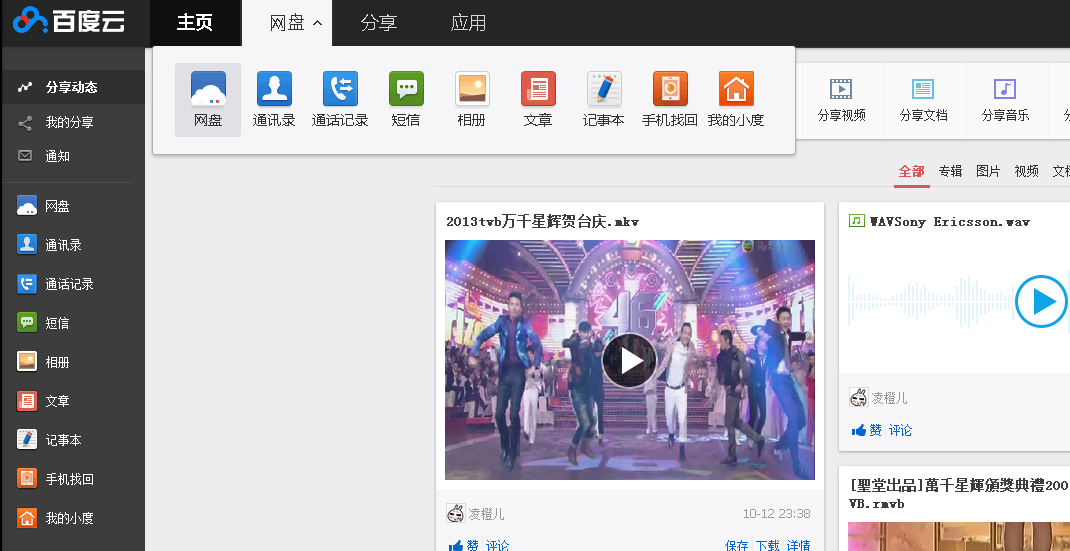 百度云
主页
网盘
分享
应用
分享动态
我的分享
通知
网盘
通讯录
通话记录
短信
相册
文章
记事本
手机找回
我的小度
网盘
通讯录
通话记录
短信
相册
文章
记事本
手机找回
我的小度
分享视频
分享文档
分享音乐
全部
专辑
图片
视频
文档
2013tvb万千星辉贺台庆.mkv
46
凌橙儿
10-12 23:38
赞 评论
保存 下载 详情
WAVSony Ericsson.wav
凌橙儿
赞 评论
[聖堂出品]萬千星輝頒獎典禮200
VB.rmvb